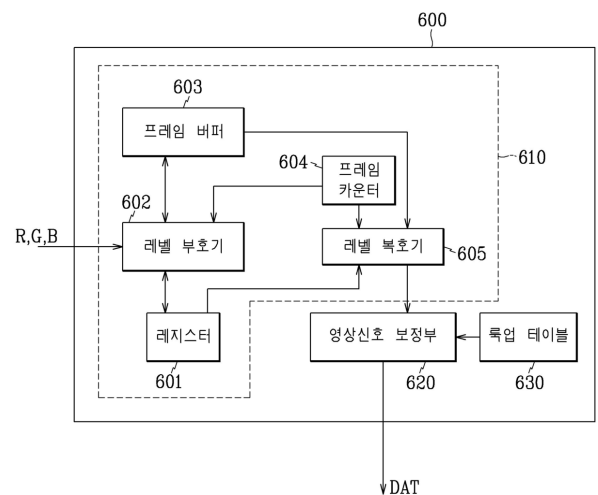 600
603
프레임 버퍼
604
프레임
카운터
610
602
R,G,B
레벨 부호기
레벨 복호기
605
레지스터
601
영상신호 보정부
620
룩업 테이블
630
DAT